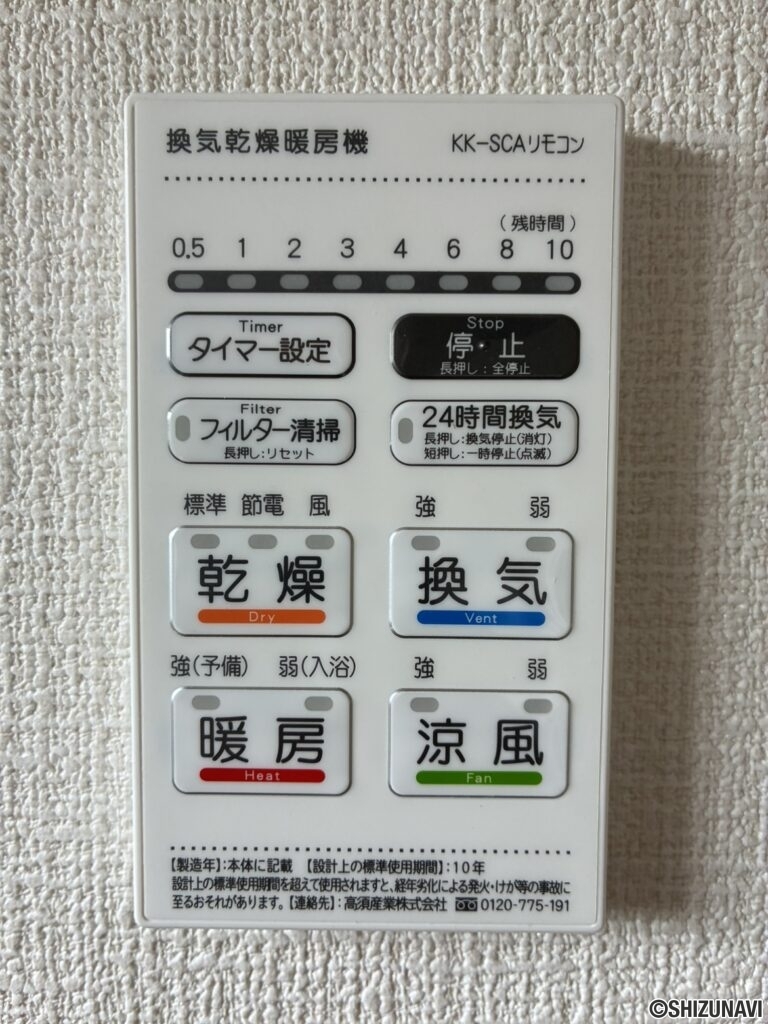 換気乾燥暖房機 KK-SCAリモコン
(残時間)
0.5 1 2 3 4 6 8 10
Timer
タイマー設定
Stop
停・止
長押し:全停止
Filter
フィルター清掃
長押し:リセット
24時間換気
長押し:換気停止(消灯)
短押し:一時停止(点滅)
標準 節電 風
乾燥
Dry
強 弱
換気
Vent
強(予備) 弱(入浴)
暖房
Heat
強 弱
涼風
Fan
【製造年】:本体に記載 【設計上の標準使用期間】:10年
設計上の標準使用期間を超えて使用されますと、経年劣化による発火・けが等の事故に
至るおそれがあります。【連絡先】:高須産業株式会社 0120-775-191
©SHIZUNAVI